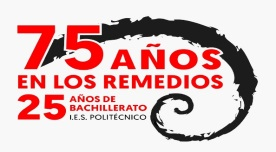 75 AÑOS
EN LOS REMEDIOS
25 AÑOS DE
BACHILLERATO
I.E.S. POLITÉCNICO